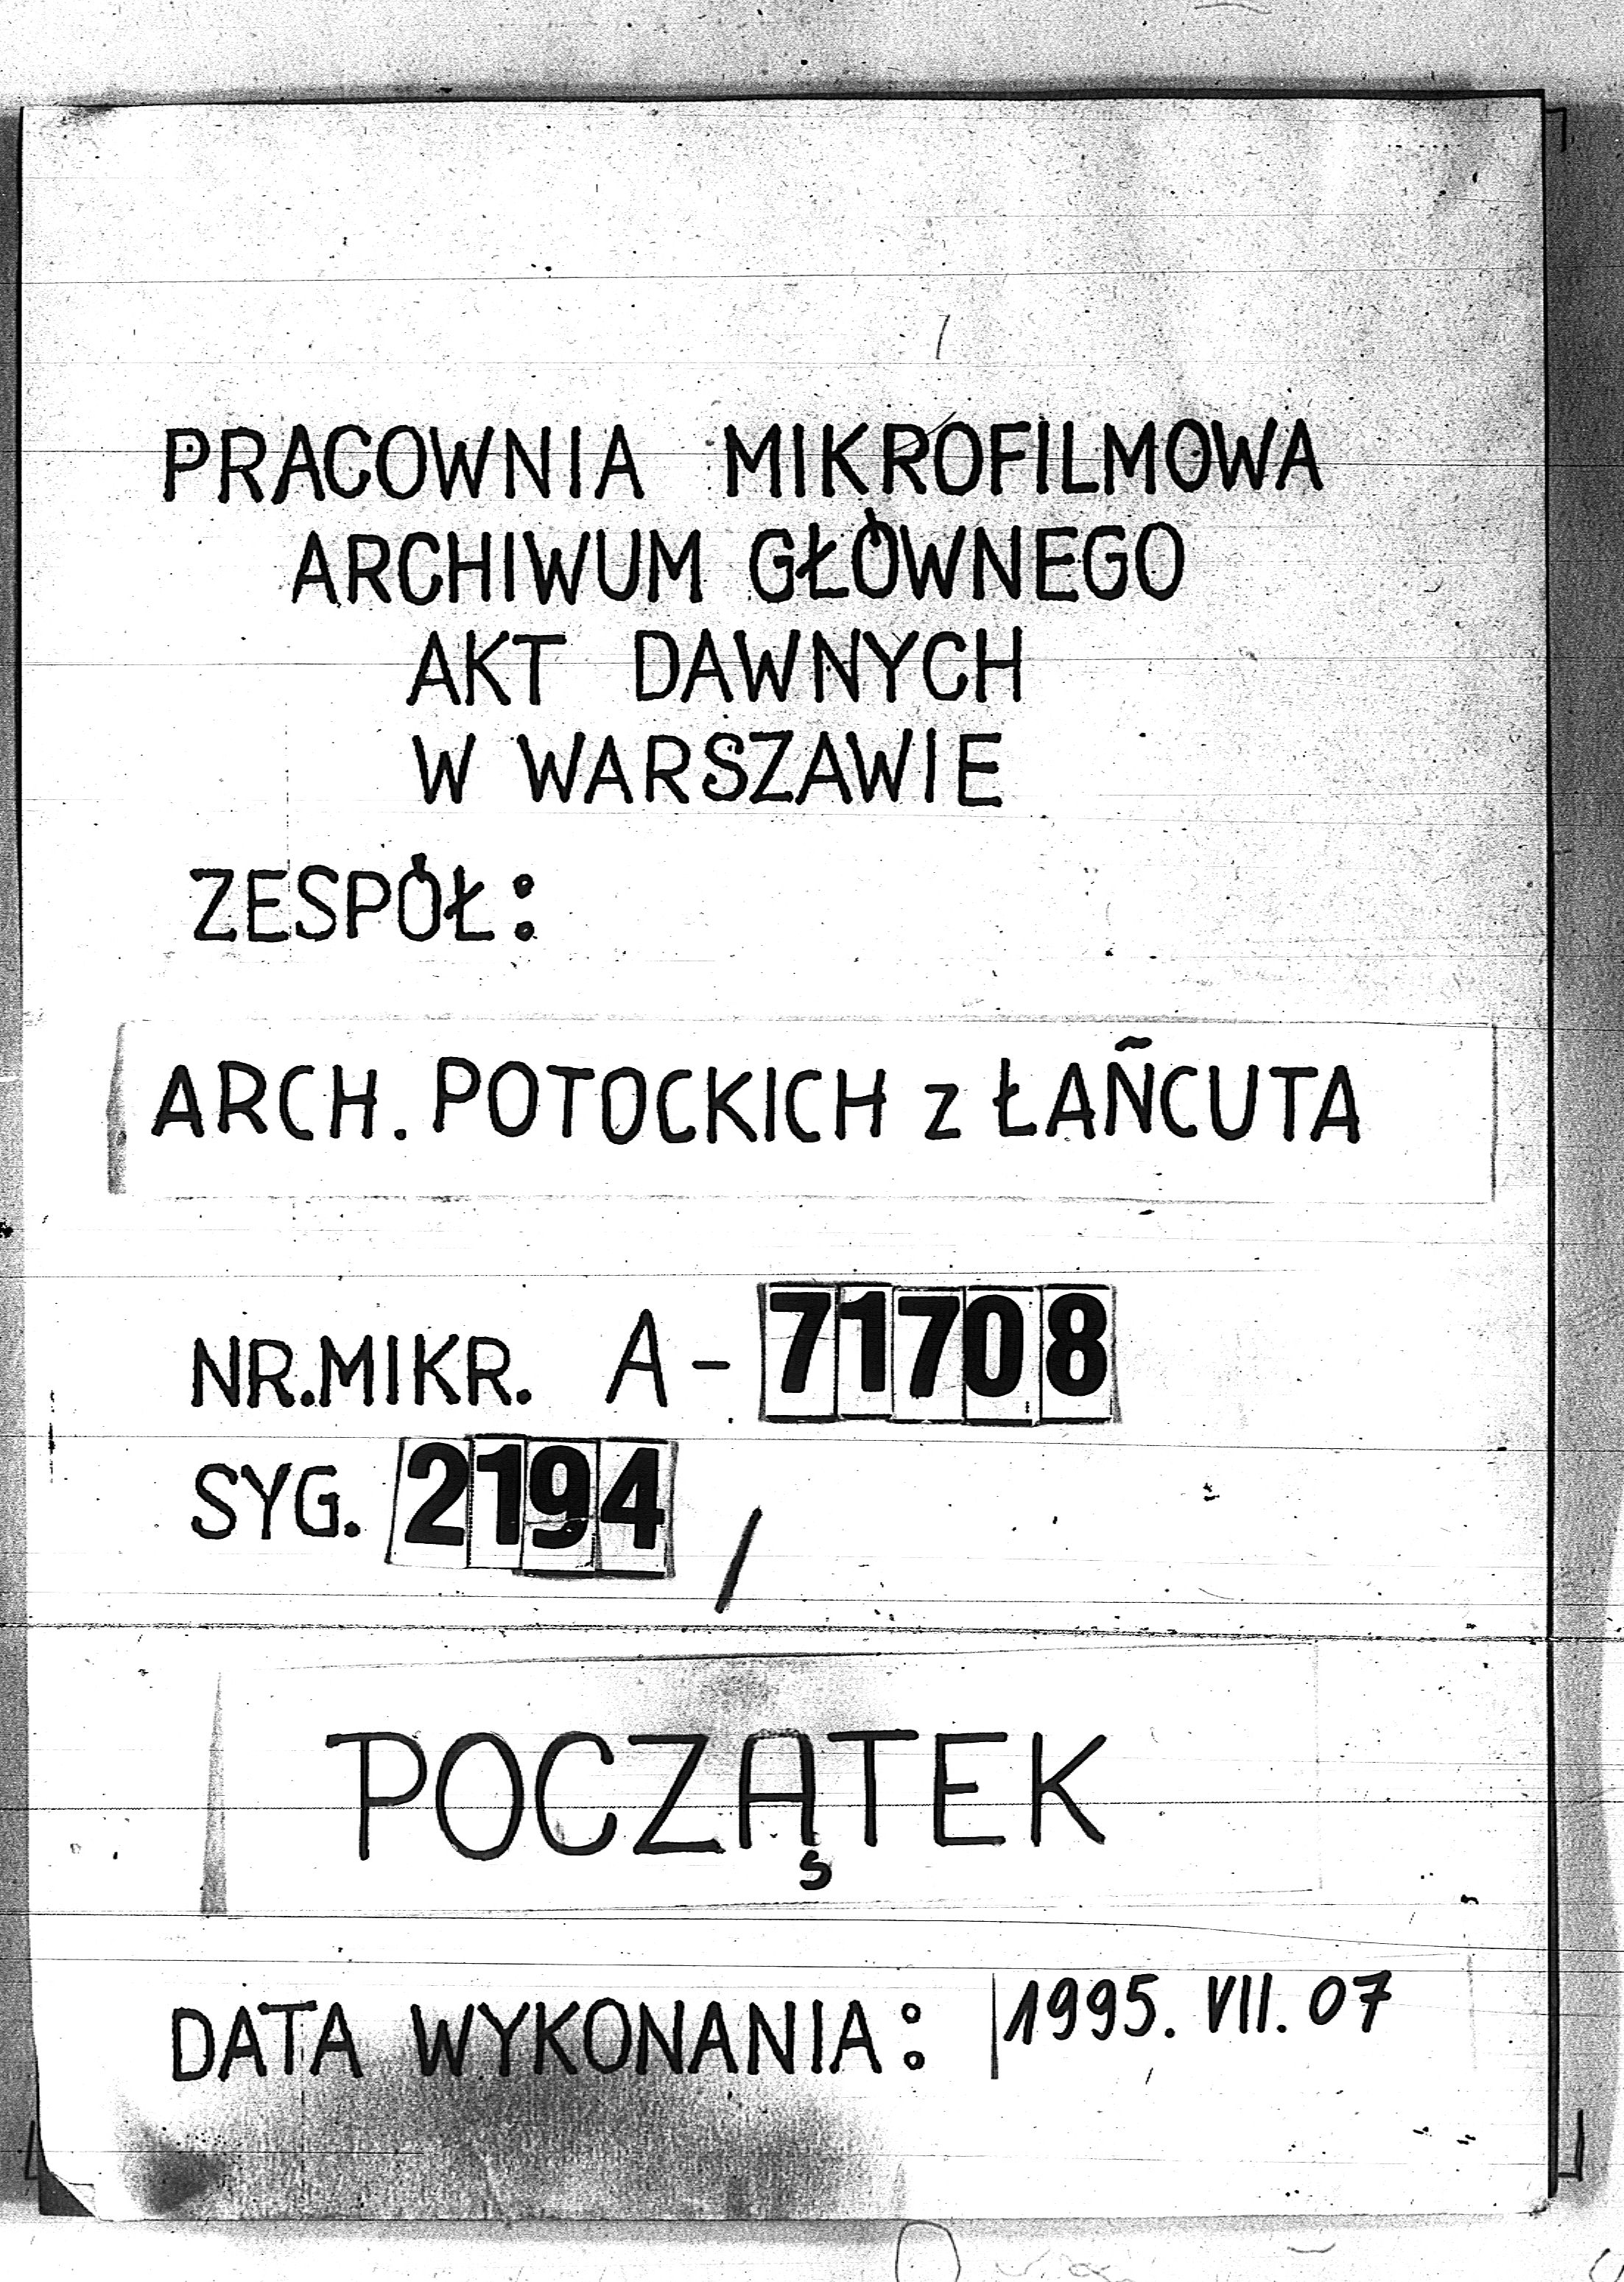 PRACOWNIA MIKROFILMOWA
ARCHIWUM GŁÓWNEGO
AKT DAWNYCH
W WARSZAWIE
ZESPÓŁ:
ARCH. POTOCKICH z ŁAŃCUTA
NR.MIKR. A-71708
SYG. 2194 /
POCZĄTEK
DATA WYKONANIA: 1995. VII. 07